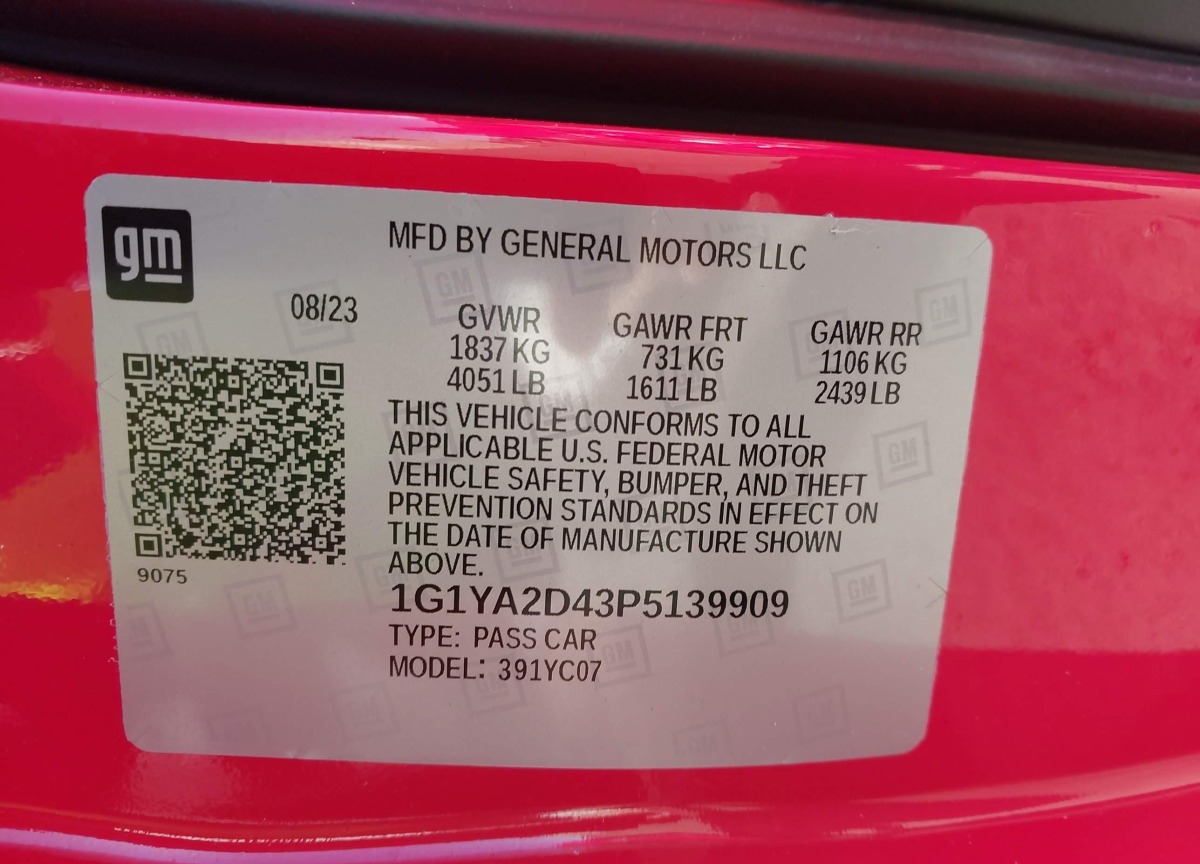 gm
MFD BY GENERAL MOTORS LLC
08/23
GVWR GAWR FRT GAWR RR
1837 KG 731 KG 1106 KG
4051 LB 1611 LB 2439 LB
THIS VEHICLE CONFORMS TO ALL
APPLICABLE U.S. FEDERAL MOTOR
VEHICLE SAFETY, BUMPER, AND THEFT
PREVENTION STANDARDS IN EFFECT ON
THE DATE OF MANUFACTURE SHOWN
ABOVE.
9075
1G1YA2D43P5139909
TYPE: PASS CAR
MODEL: 391YC07